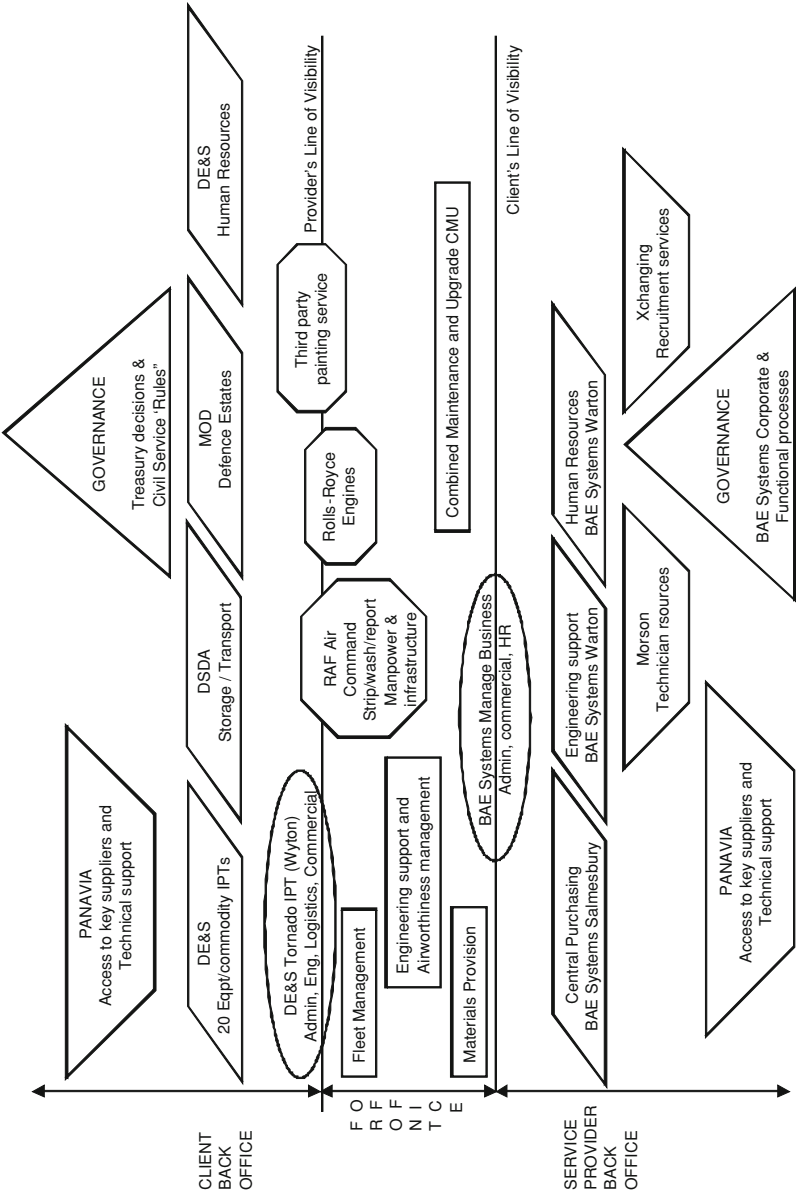 GOVERNANCE
Treasury decisions &
Civil Service 'Rules"
PANAVIA
Access to key suppliers and
Technical support
DE&S
20 Eqpt/commodity IPTs
DSDA
Storage / Transport
MOD
Defence Estates
DE&S
Human Resources
CLIENT
BACK
OFFICE
DE&S Tornado IPT (Wyton)
Admin, Eng, Logistics, Commercial
Provider's Line of Visibility
RAF Air
Command
Strip/wash/report
Manpower &
infrastructure
Rolls-Royce
Engines
Third party
painting service
F O
R F
O F
N I
T C
E
Fleet Management
Engineering support and
Airworthiness management
Materials Provision
Combined Maintenance and Upgrade CMU
BAE Systems Manage Business
Admin, commercial, HR
Client's Line of Visibility
SERVICE
PROVIDER
BACK
OFFICE
Central Purchasing
BAE Systems Salmesbury
Engineering support
BAE Systems Warton
Human Resources
BAE Systems Warton
Morson
Technician rsources
Xchanging
Recruitment services
PANAVIA
Access to key suppliers and
Technical support
GOVERNANCE
BAE Systems Corporate &
Functional processes